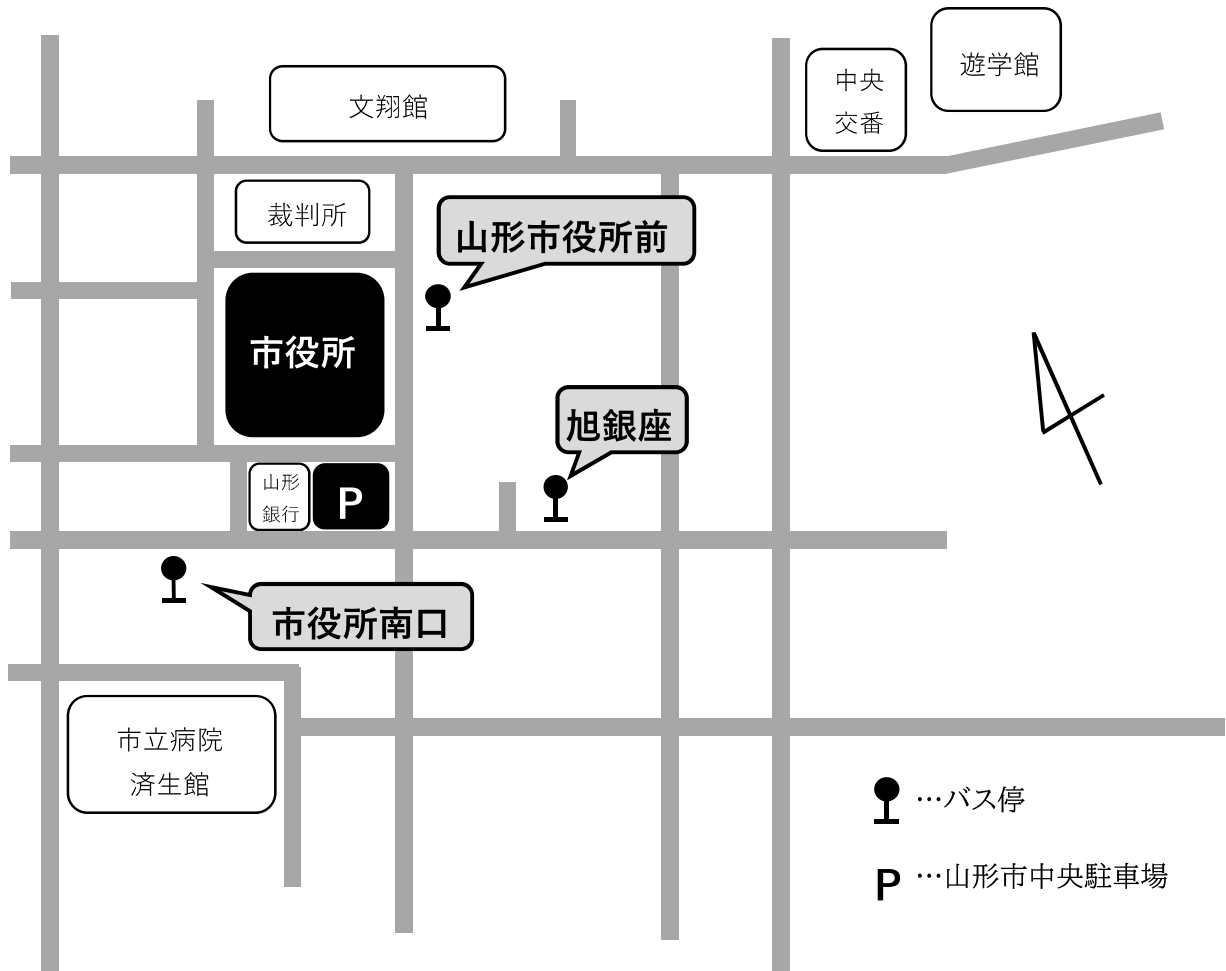 遊学館
中央
交番
文翔館
裁判所
山形市役所前
市役所
旭銀座
山形
銀行
P
市役所南口
市立病院
済生館
…バス停
P…山形市中央駐車場